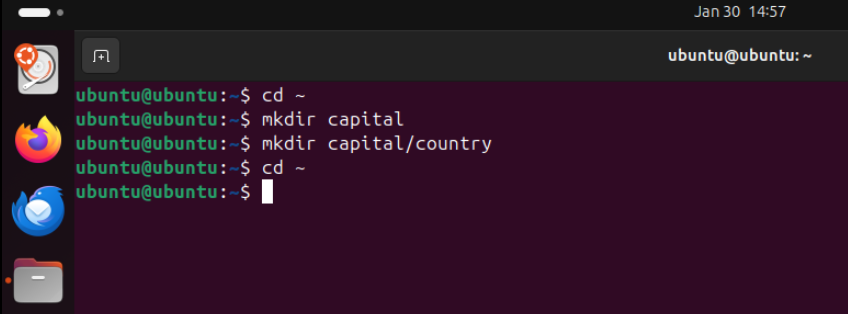 Jan 30 14:57
ubuntu@ubuntu: ~
ubuntu@ubuntu:~$ cd ~
ubuntu@ubuntu:~$ mkdir capital
ubuntu@ubuntu:~$ mkdir capital/country
ubuntu@ubuntu:~$ cd ~
ubuntu@ubuntu:~$